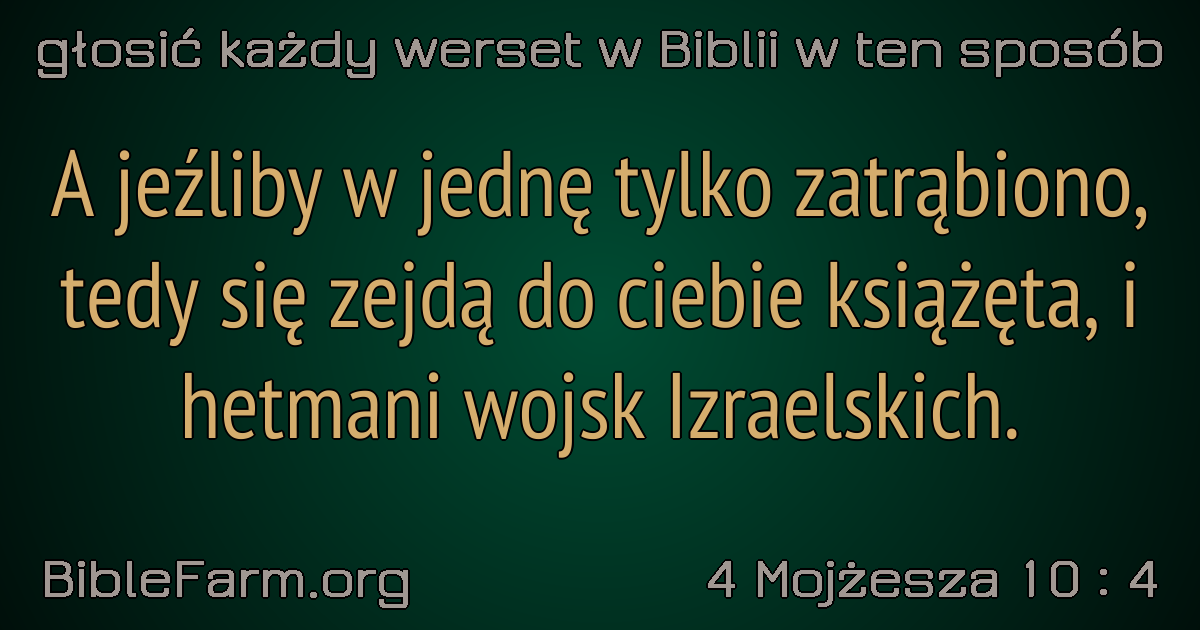 głosić każdy werset w Biblii w ten sposób
A jeźliby w jednę tylko zatrąbiono,
tedy się zejdą do ciebie książęta, i
hetmani wojsk Izraelskich.
BibleFarm.org
4 Mojżesza 10 : 4